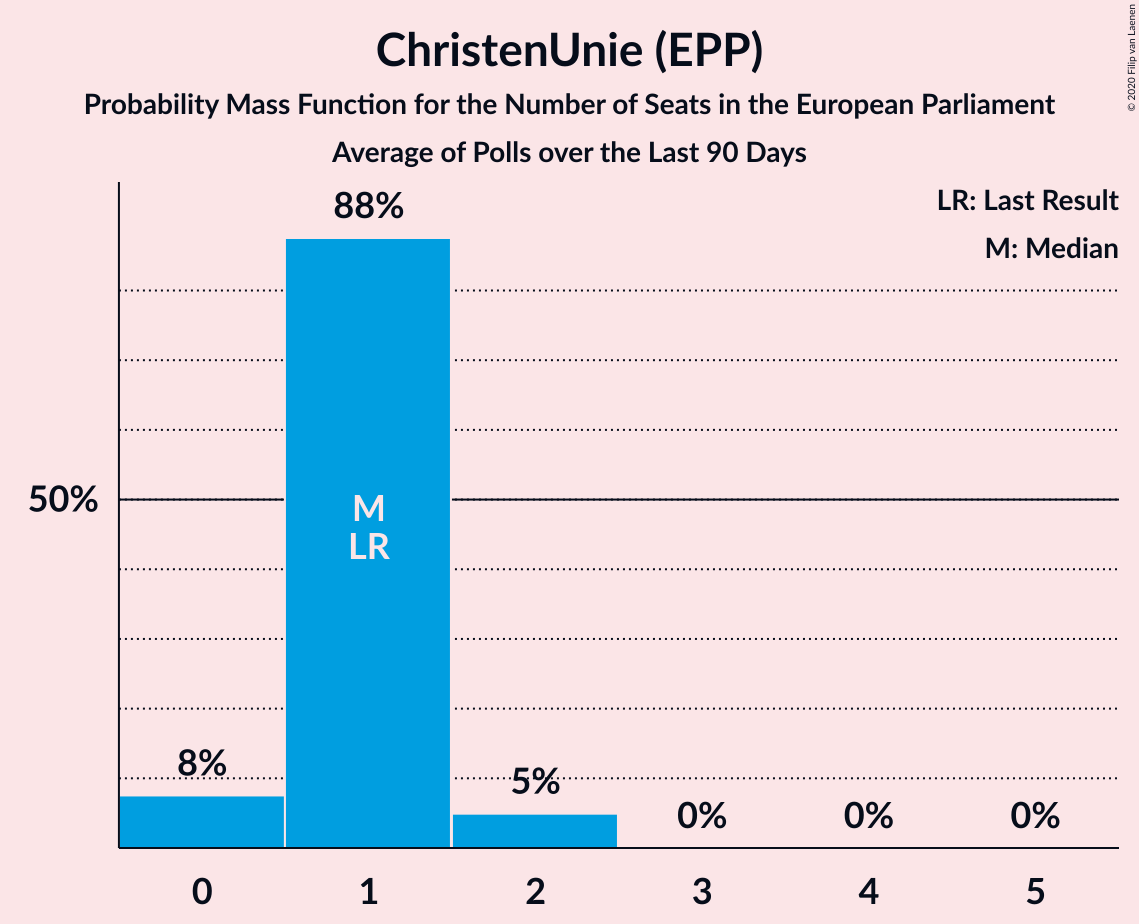 ChristenUnie (EPP)
Probability Mass Function for the Number of Seats in the European Parliament
Average of Polls over the Last 90 Days
© 2020 Filip van Laenen
LR: Last Result
M: Median
88%
50%
M
LR
8%
5%
0%
0%
0%
0
1
2
3
4
5